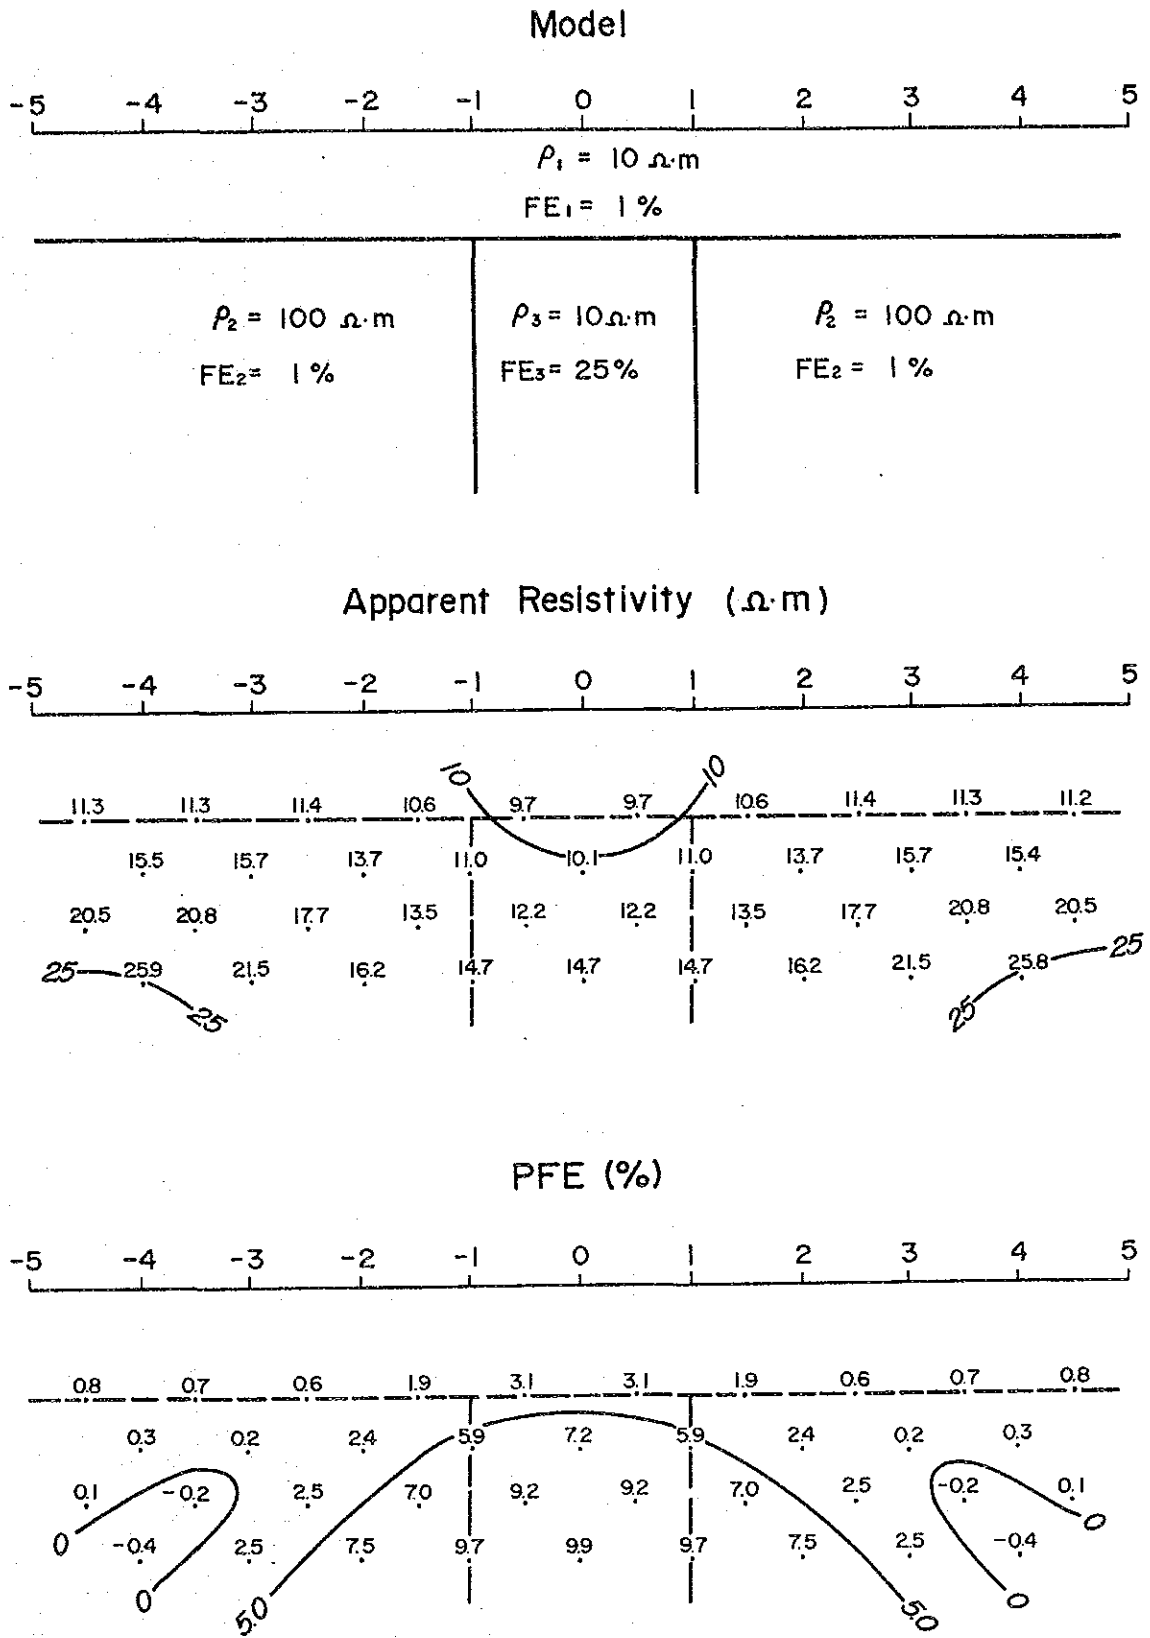 Model
-5 -4 -3 -2 -1 0 1 2 3 4 5
ρ₁ = 10 Ω·m
FE₁ = 1 %
ρ₂ = 100 Ω·m ρ₃ = 10 Ω·m ρ₂ = 100 Ω·m
FE₂ = 1 % FE₃ = 25 % FE₂ = 1 %
Apparent Resistivity (Ω·m)
-5 -4 -3 -2 -1 0 1 2 3 4 5
10 10
11.3 11.3 11.4 10.6 9.7 9.7 10.6 11.4 11.3 11.2
15.5 15.7 13.7 11.0 10.1 11.0 13.7 15.7 15.4
20.5 20.8 17.7 13.5 12.2 12.2 13.5 17.7 20.8 20.5
25 25.9 21.5 16.2 14.7 14.7 14.7 16.2 21.5 25.8 25
25 25
PFE (%)
-5 -4 -3 -2 -1 0 1 2 3 4 5
0.8 0.7 0.6 1.9 3.1 3.1 1.9 0.6 0.7 0.8
0.3 0.2 2.4 5.9 7.2 5.9 2.4 0.2 0.3
0.1 -0.2 2.5 7.0 9.2 9.2 7.0 2.5 -0.2 0.1
0 0
-0.4 2.5 7.5 9.7 9.9 9.7 7.5 2.5 -0.4
0 5.0 5.0 0